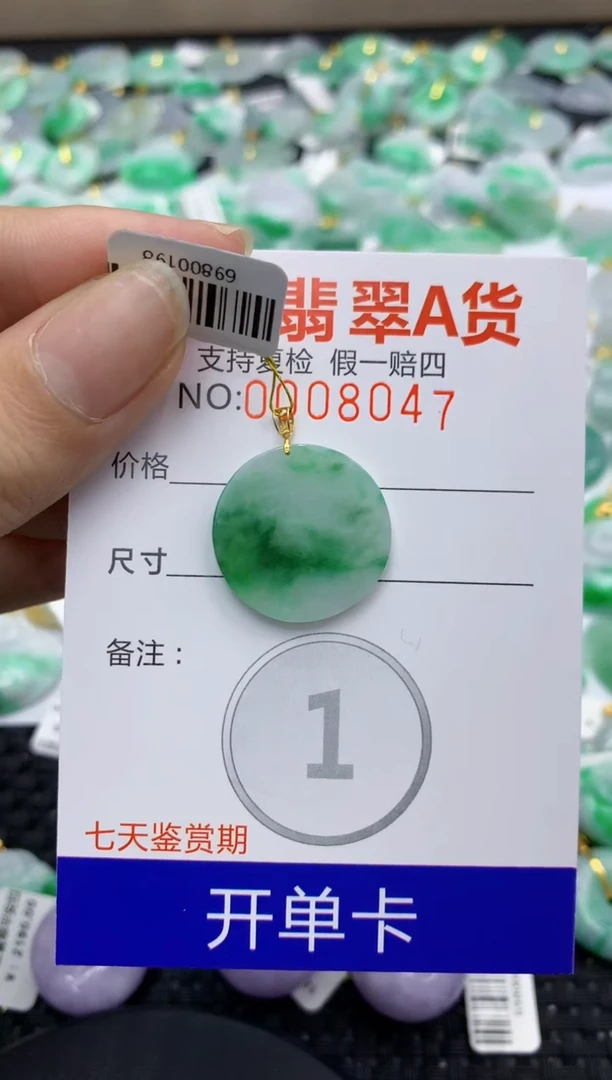 69800198
翡翠A货
支持复检 假一赔四
NO:0008047
价格
尺寸
备注：
1
七天鉴赏期
开单卡